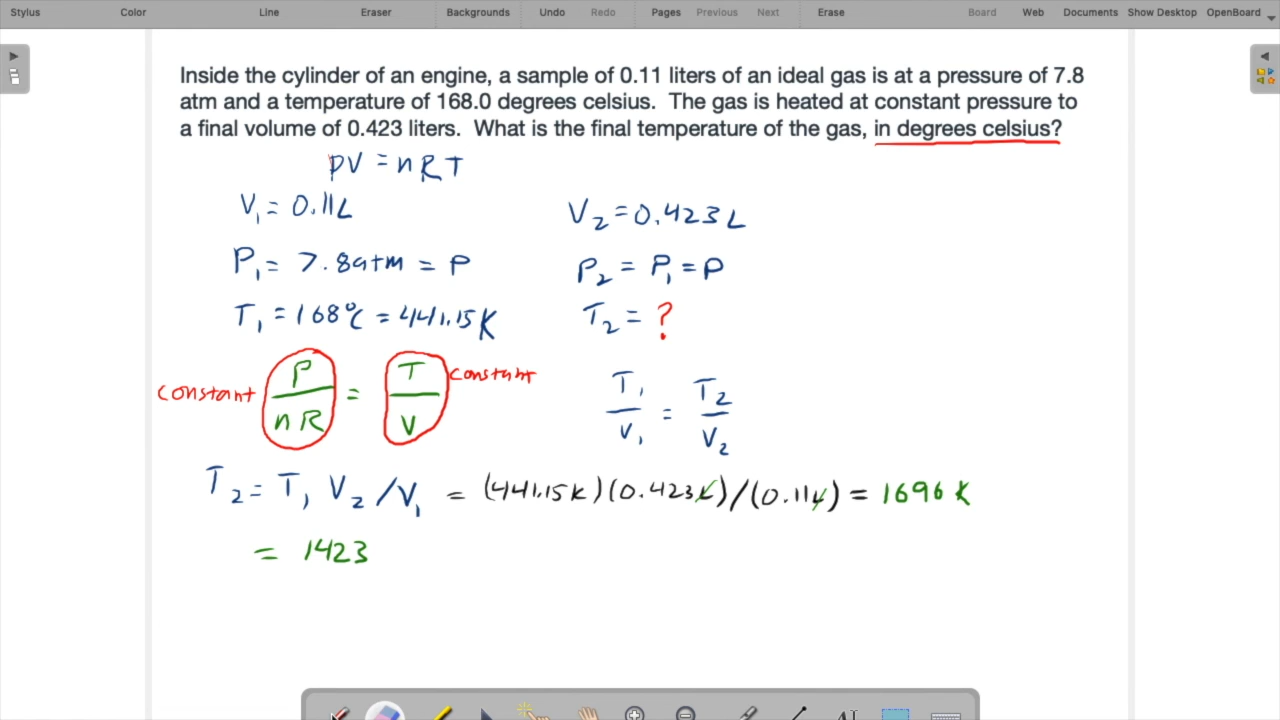 Stylus Color Line Eraser Backgrounds Undo Redo Pages Previous Next Erase Board Web Documents Show Desktop OpenBoard
Inside the cylinder of an engine, a sample of 0.11 liters of an ideal gas is at a pressure of 7.8
atm and a temperature of 168.0 degrees celsius. The gas is heated at constant pressure to
a final volume of 0.423 liters. What is the final temperature of the gas, in degrees celsius?
PV = nRT
V₁ = 0.11L V₂ = 0.423L
P₁ = 7.8atm = P P₂ = P₁ = P
T₁ = 168°C = 441.15K T₂ = ?
constant P/nR = T/V constant T₁/V₁ = T₂/V₂
T₂ = T₁ V₂/V₁ = (441.15K)(0.423L)/(0.11L) = 1696 K
= 1423